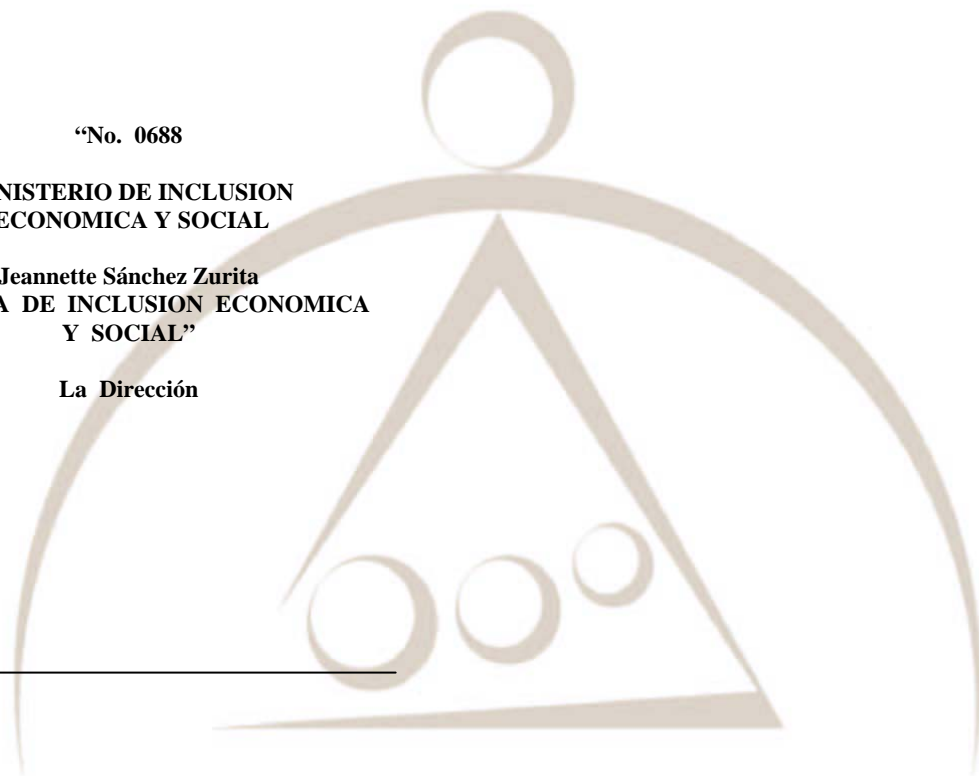 “No. 0688
NISTERIO DE INCLUSION
ECONOMICA Y SOCIAL
Jeannette Sánchez Zurita
A DE INCLUSION ECONOMICA
Y SOCIAL”
La Dirección